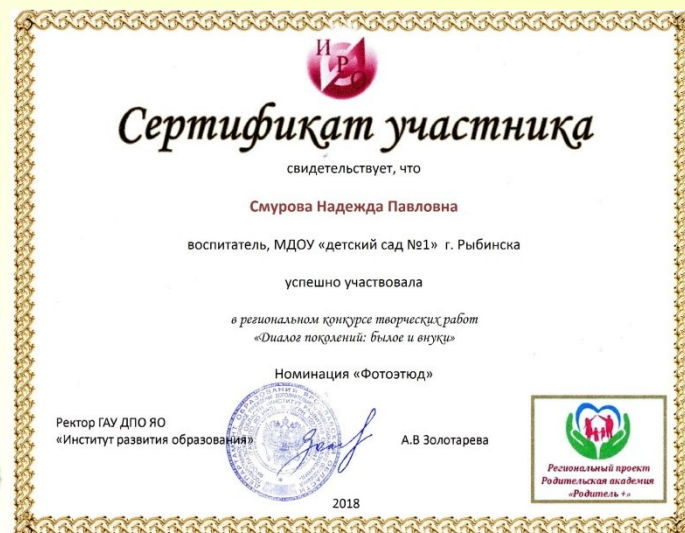 ИРО
Сертификат участника
свидетельствует, что
Смурова Надежда Павловна
воспитатель, МДОУ «детский сад №1» г. Рыбинска
успешно участвовала
в региональном конкурсе творческих работ
«Диалог поколений: былое и внуки»
Номинация «Фотоэтюд»
Ректор ГАУ ДПО ЯО
«Институт развития образования»
А.В Золотарева
Региональный проект
Родительская академия
«Родитель +»
2018